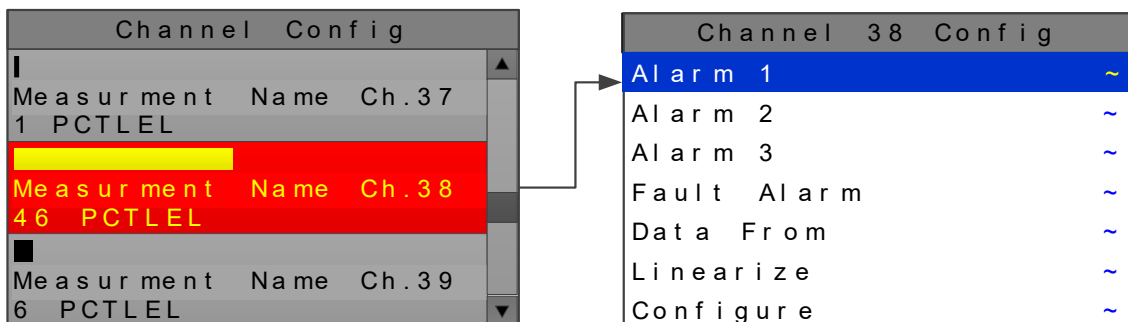 Channel Config
Measurment Name Ch.37
1 PCTLEL
Measurment Name Ch.38
46 PCTLEL
Measurment Name Ch.39
6 PCTLEL
Channel 38 Config
Alarm 1 ~
Alarm 2 ~
Alarm 3 ~
Fault Alarm ~
Data From ~
Linearize ~
Configure ~